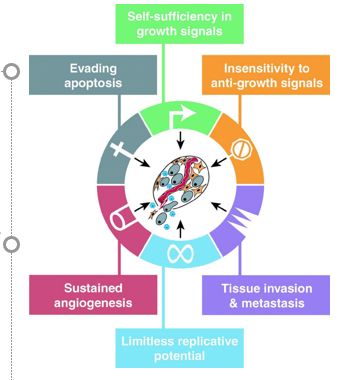 Self-sufficiency in
growth signals
Evading
apoptosis
Insensitivity to
anti-growth signals
Sustained
angiogenesis
Tissue invasion
& metastasis
Limitless replicative
potential